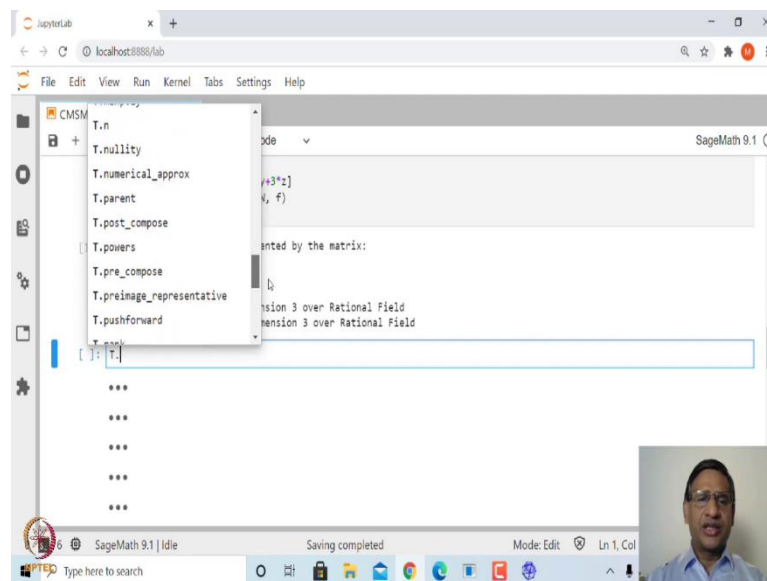 JupyterLab
localhost:8888/lab
M
File Edit View Run Kernel Tabs Settings Help
CMSM
T.n
ode
SageMath 9.1
T.nullity
T.numerical_approx
y+3*z]
T.parent
, f)
T.post_compose
T.powers
ented by the matrix:
T.pre_compose
T.preimage_representative
nsion 3 over Rational Field
T.pushforward
mension 3 over Rational Field
[ ]: T.
6 SageMath 9.1 | Idle Saving completed Mode: Edit Ln 1, Col
NPTEL
Type here to search